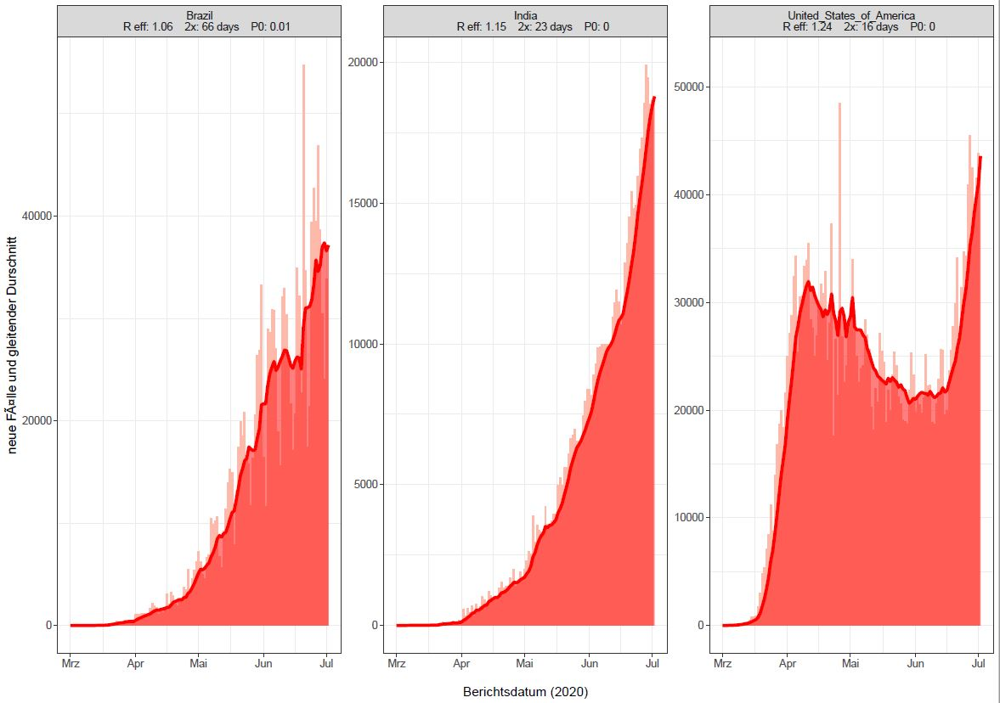 Brazil
R eff: 1.06 2x: 66 days P0: 0.01
India
R eff: 1.15 2x: 23 days P0: 0
United_States_of_America
R eff: 1.24 2x: 16 days P0: 0
neue FÃ¤lle und gleitender Durschnitt
40000
20000
0
20000
15000
10000
5000
0
50000
40000
30000
20000
10000
0
Mrz Apr Mai Jun Jul
Mrz Apr Mai Jun Jul
Mrz Apr Mai Jun Jul
Berichtsdatum (2020)